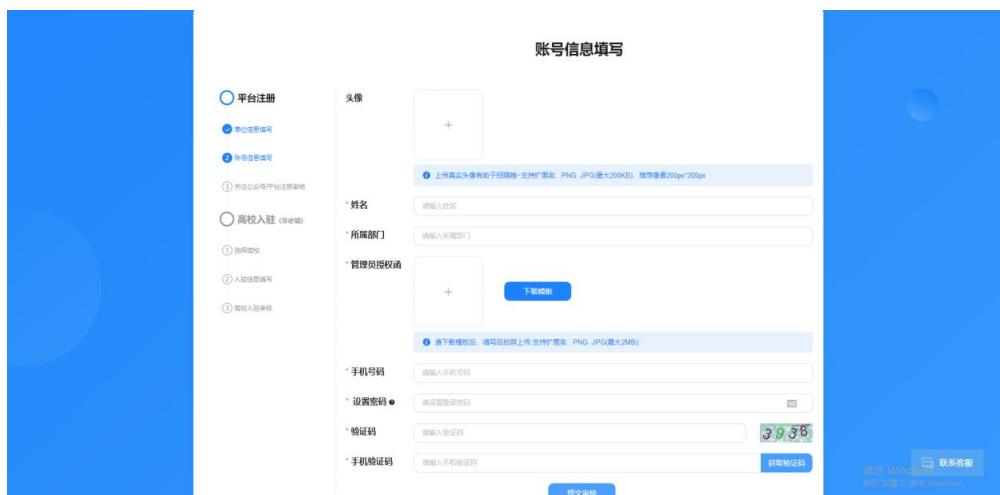 账号信息填写
平台注册
单位信息填写
2 账号信息填写
3 关注公众号/平台注册审核
高校入驻 (非必填)
1 选择高校
2 入驻信息填写
3 高校入驻审核
头像
上传真实头像有助于招聘哦~支持扩展名: .PNG .JPG(最大200KB), 推荐像素200px*200px
* 姓名
请输入姓名
* 所属部门
请输入所属部门
* 管理员授权函
下载模板
请下载模板后, 填写后拍照上传;支持扩展名: .PNG .JPG(最大2MB);
* 手机号码
请输入手机号码
* 设置密码
请设置登录密码
* 验证码
请输入验证码
3938
* 手机验证码
请输入手机验证码
获取验证码
提交审核
联系客服
激活 Windows
转到"设置"以激活 Windows。